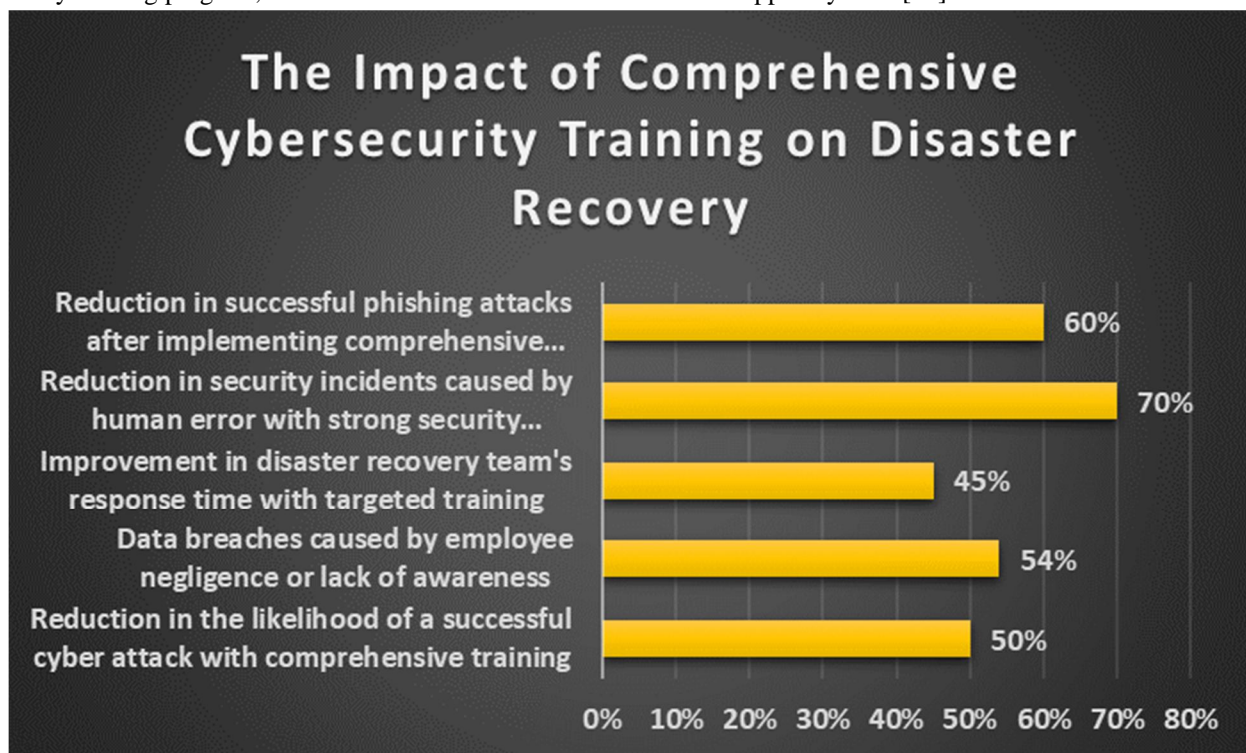 The Impact of Comprehensive
Cybersecurity Training on Disaster
Recovery
Reduction in successful phishing attacks
after implementing comprehensive...
60%
Reduction in security incidents caused by
human error with strong security...
70%
Improvement in disaster recovery team's
response time with targeted training
45%
Data breaches caused by employee
negligence or lack of awareness
54%
Reduction in the likelihood of a successful
cyber attack with comprehensive training
50%
0% 10% 20% 30% 40% 50% 60% 70% 80%